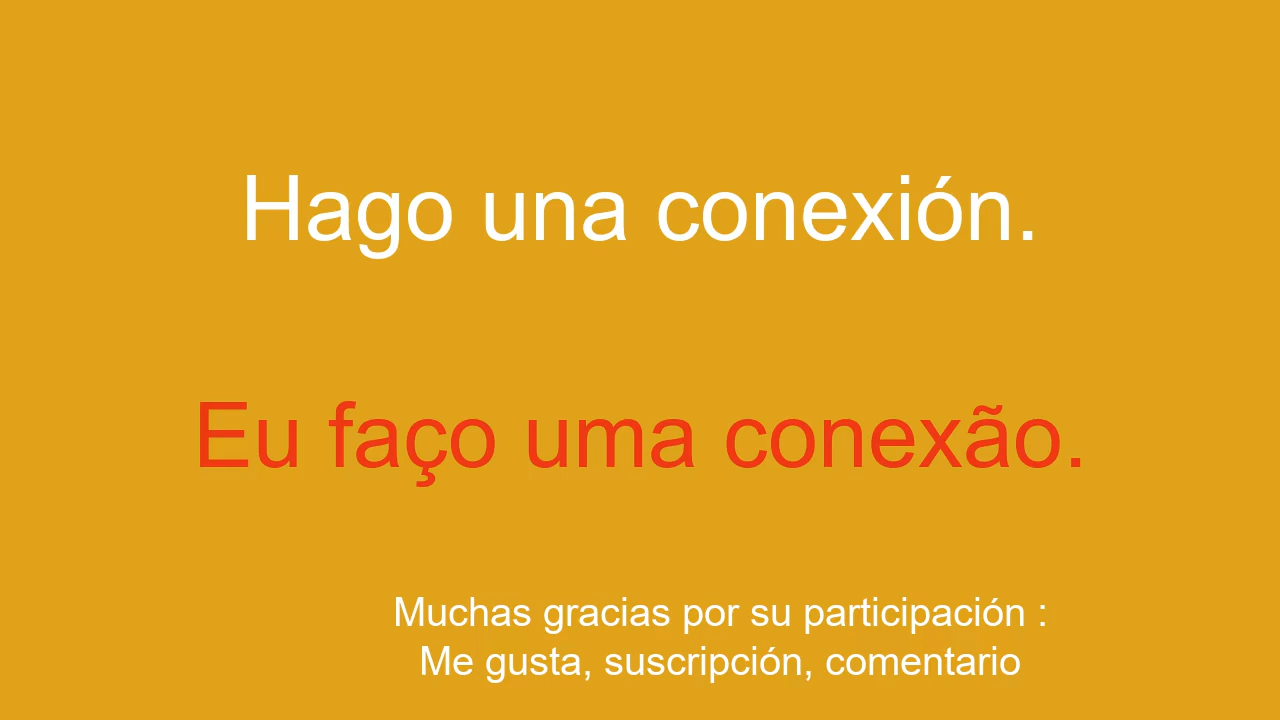 Hago una conexión.
Eu faço uma conexão.
Muchas gracias por su participación :
Me gusta, suscripción, comentario